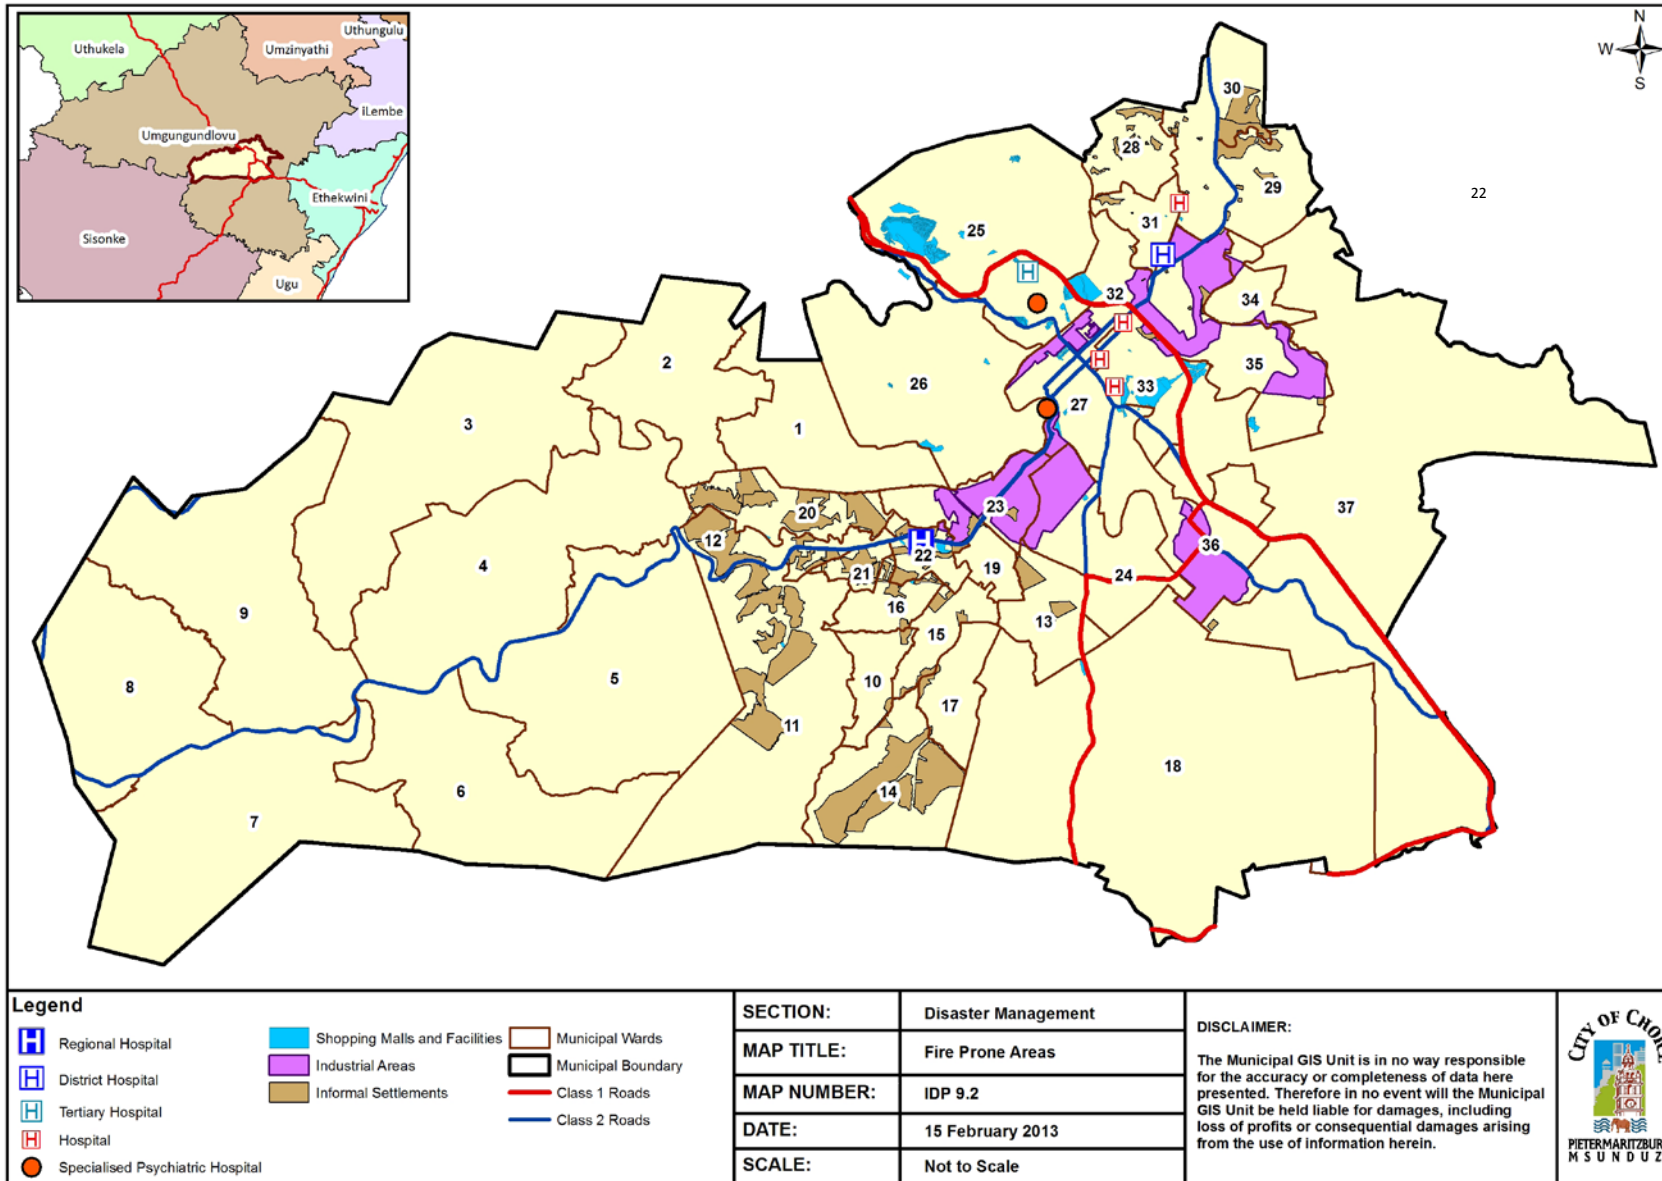 Uthungulu
Uthukela
Umzinyathi
iLembe
Umgungundlovu
Ethekwini
Sisonke
Ugu
N
W
S
30
28
29
22
31
25
32
34
35
2
26
33
27
3
1
20
23
37
12
36
22
4
21
19
24
9
16
13
15
5
10
8
17
11
18
6
14
7
Legend
Regional Hospital
District Hospital
Tertiary Hospital
Hospital
Specialised Psychiatric Hospital
Shopping Malls and Facilities
Industrial Areas
Informal Settlements
Municipal Wards
Municipal Boundary
Class 1 Roads
Class 2 Roads
SECTION: Disaster Management
MAP TITLE: Fire Prone Areas
MAP NUMBER: IDP 9.2
DATE: 15 February 2013
SCALE: Not to Scale
DISCLAIMER:
The Municipal GIS Unit is in no way responsible
for the accuracy or completeness of data here
presented. Therefore in no event will the Municipal
GIS Unit be held liable for damages, including
loss of profits or consequential damages arising
from the use of information herein.
CITY OF CHOIC
PIETERMARITZBUR
MSUNDUZ